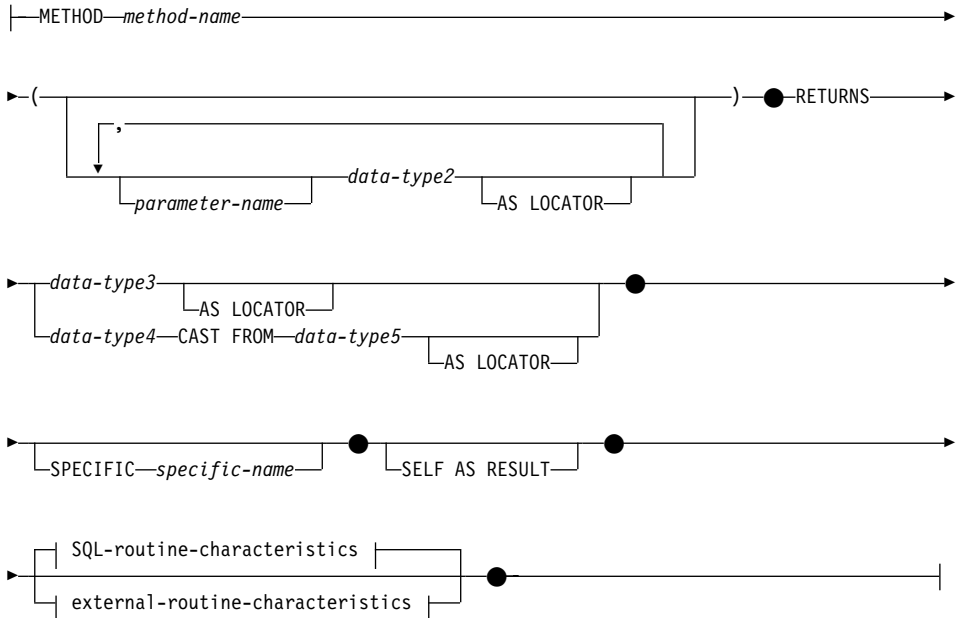 METHOD method-name
( ) RETURNS
,
data-type2
parameter-name AS LOCATOR
data-type3
AS LOCATOR
data-type4 CAST FROM data-type5
AS LOCATOR
SPECIFIC specific-name SELF AS RESULT
SQL-routine-characteristics
external-routine-characteristics